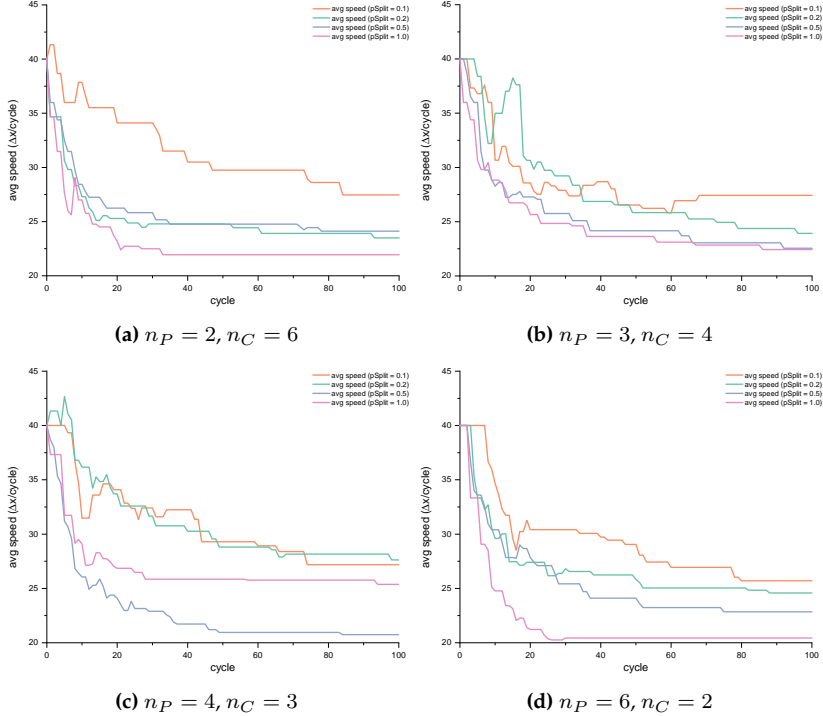 avg speed (pSplit = 0.1)
avg speed (pSplit = 0.2)
avg speed (pSplit = 0.5)
avg speed (pSplit = 1.0)
45
40
35
30
25
20
avg speed (Δx/cycle)
0 20 40 60 80 100
cycle
(a) n_P = 2, n_C = 6
avg speed (pSplit = 0.1)
avg speed (pSplit = 0.2)
avg speed (pSplit = 0.5)
avg speed (pSplit = 1.0)
45
40
35
30
25
20
avg speed (Δx/cycle)
0 20 40 60 80 100
cycle
(b) n_P = 3, n_C = 4
avg speed (pSplit = 0.1)
avg speed (pSplit = 0.2)
avg speed (pSplit = 0.5)
avg speed (pSplit = 1.0)
45
40
35
30
25
20
avg speed (Δx/cycle)
0 20 40 60 80 100
cycle
(c) n_P = 4, n_C = 3
avg speed (pSplit = 0.1)
avg speed (pSplit = 0.2)
avg speed (pSplit = 0.5)
avg speed (pSplit = 1.0)
45
40
35
30
25
20
avg speed (Δx/cycle)
0 20 40 60 80 100
cycle
(d) n_P = 6, n_C = 2